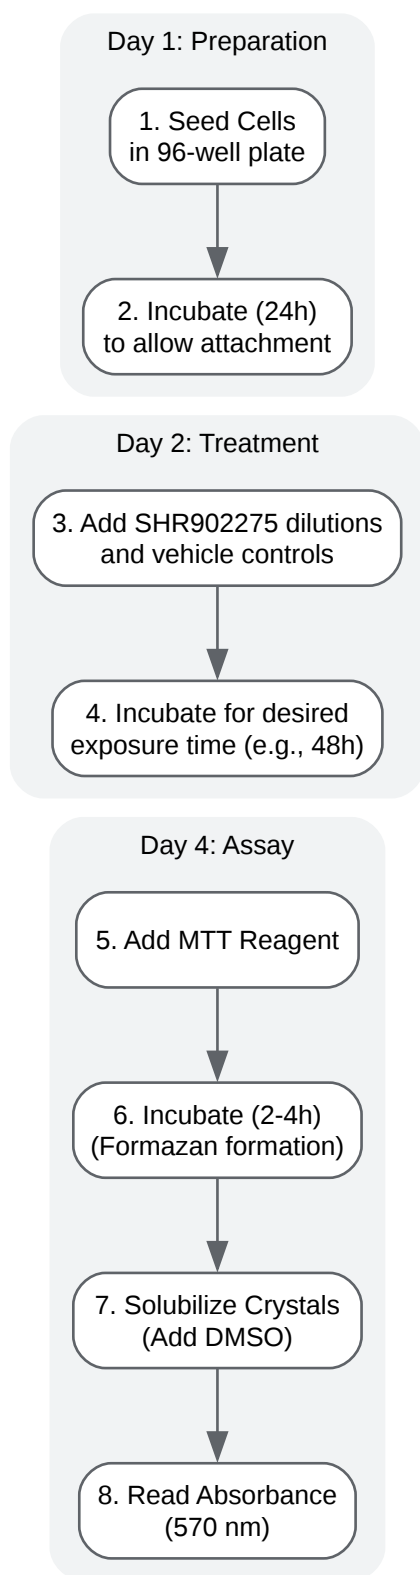 Day 1: Preparation
1. Seed Cells
in 96-well plate
2. Incubate (24h)
to allow attachment
Day 2: Treatment
3. Add SHR902275 dilutions
and vehicle controls
4. Incubate for desired
exposure time (e.g., 48h)
Day 4: Assay
5. Add MTT Reagent
6. Incubate (2-4h)
(Formazan formation)
7. Solubilize Crystals
(Add DMSO)
8. Read Absorbance
(570 nm)